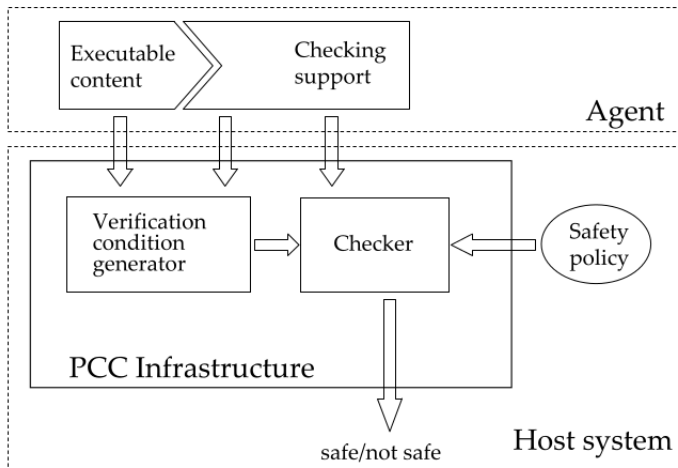 Executable
content
Checking
support
Agent
Verification
condition
generator
Checker
Safety
policy
PCC Infrastructure
safe/not safe
Host system